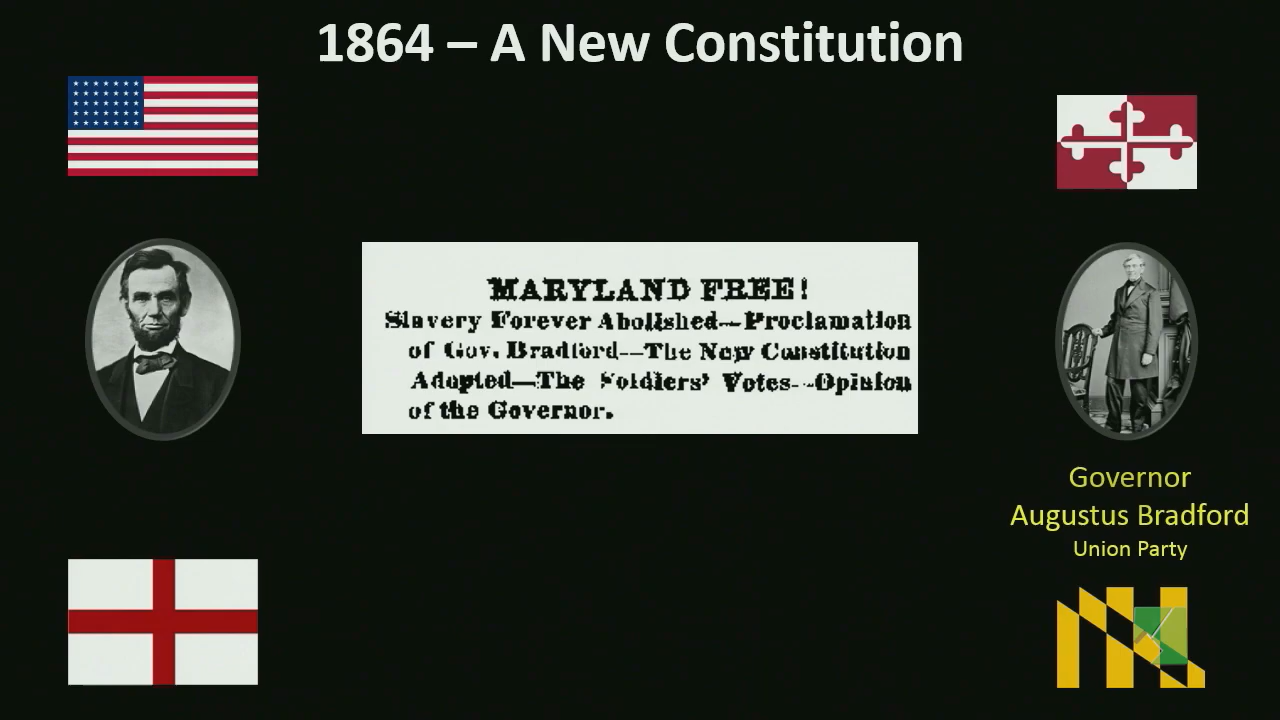 1864 – A New Constitution
MARYLAND FREE!
Slavery Forever Abolished—Proclamation
of Gov. Bradford—The New Constitution
Adopted—The Soldiers' Votes—Opinion
of the Governor.
Governor
Augustus Bradford
Union Party